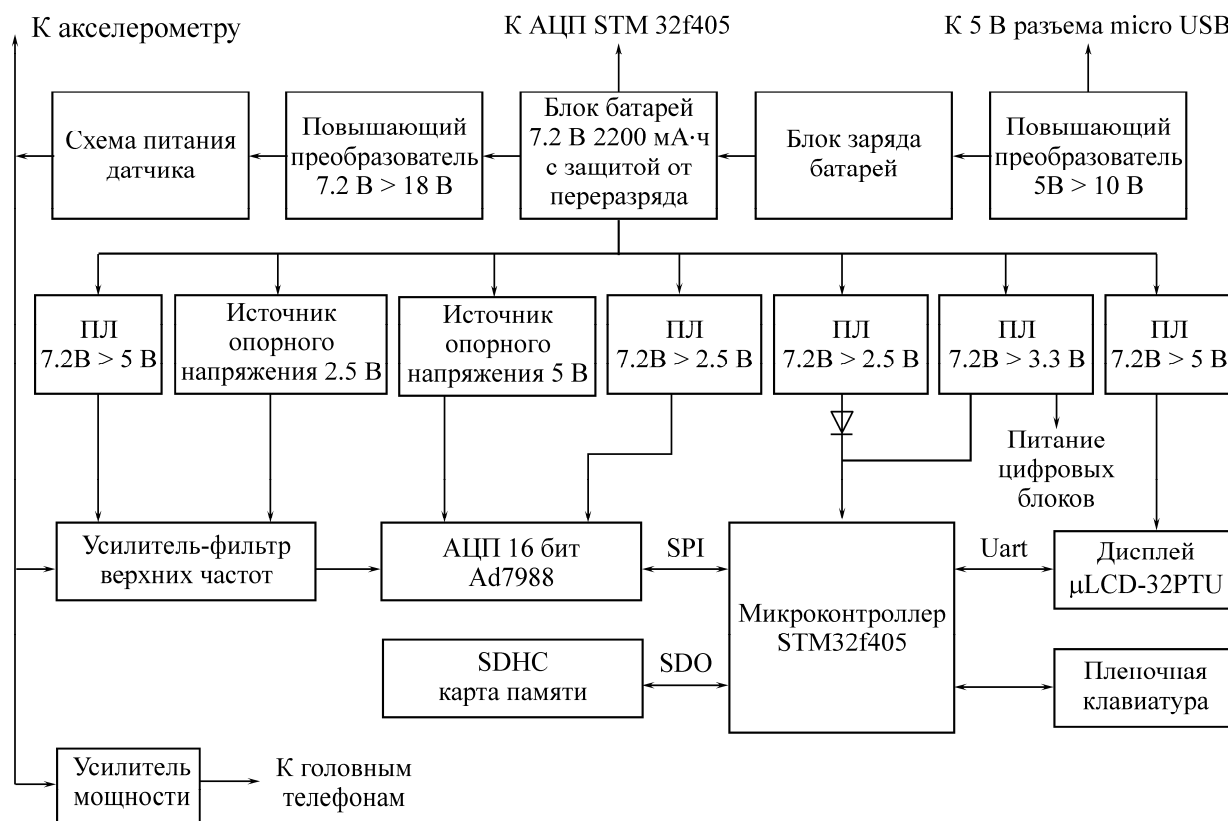 К акселерометру
К АЦП STM 32f405
К 5 В разъема micro USB
Схема питания
датчика
Повышающий
преобразователь
7.2 В > 18 В
Блок батарей
7.2 В 2200 мА·ч
с защитой от
переразряда
Блок заряда
батарей
Повышающий
преобразователь
5В > 10 В
ПЛ
7.2В > 5 В
Источник
опорного
напряжения 2.5 В
Источник
опорного
напряжения 5 В
ПЛ
7.2В > 2.5 В
ПЛ
7.2В > 2.5 В
ПЛ
7.2В > 3.3 В
ПЛ
7.2В > 5 В
Питание
цифровых
блоков
Усилитель-фильтр
верхних частот
АЦП 16 бит
Ad7988
SPI
Микроконтроллер
STM32f405
Uart
Дисплей
μLCD-32PTU
SDHC
карта памяти
SDO
Пленочная
клавиатура
Усилитель
мощности
К головным
телефонам